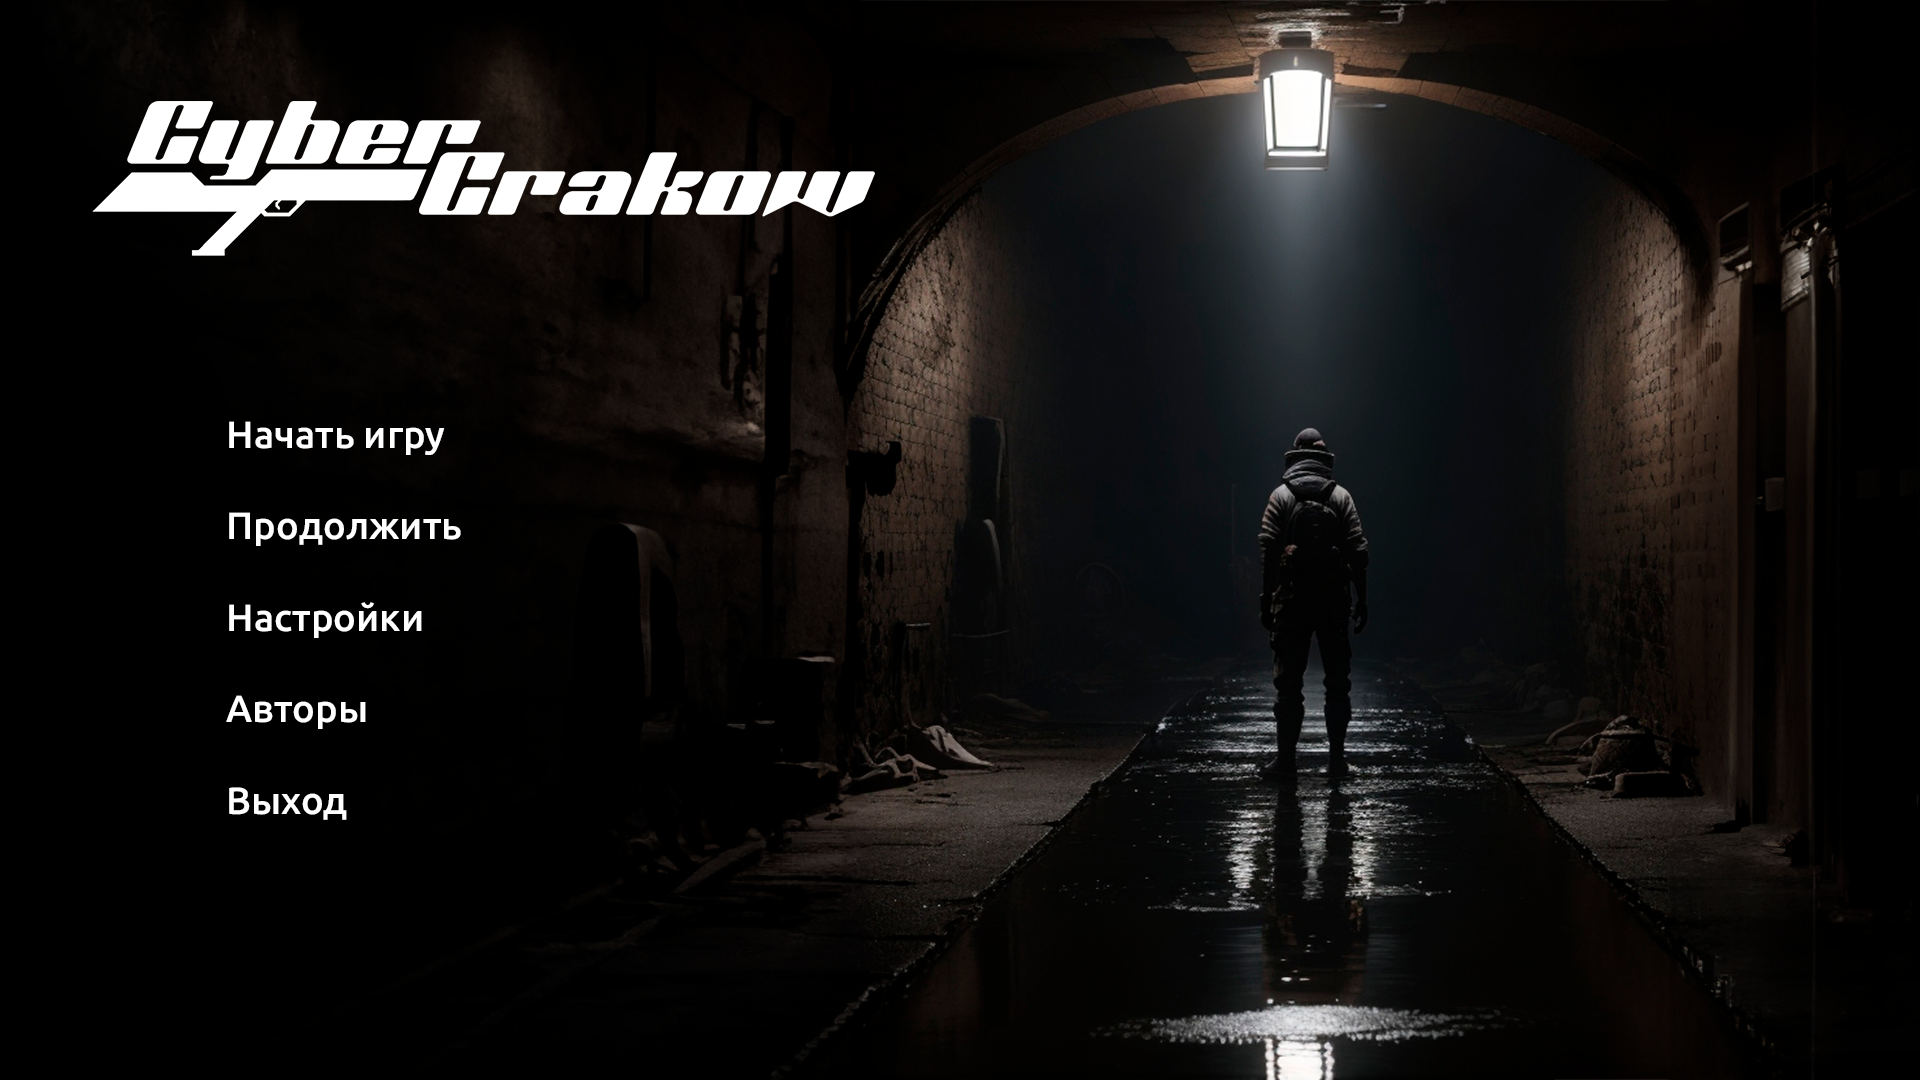 Cyber
Crakow
Начать игру
Продолжить
Настройки
Авторы
Выход